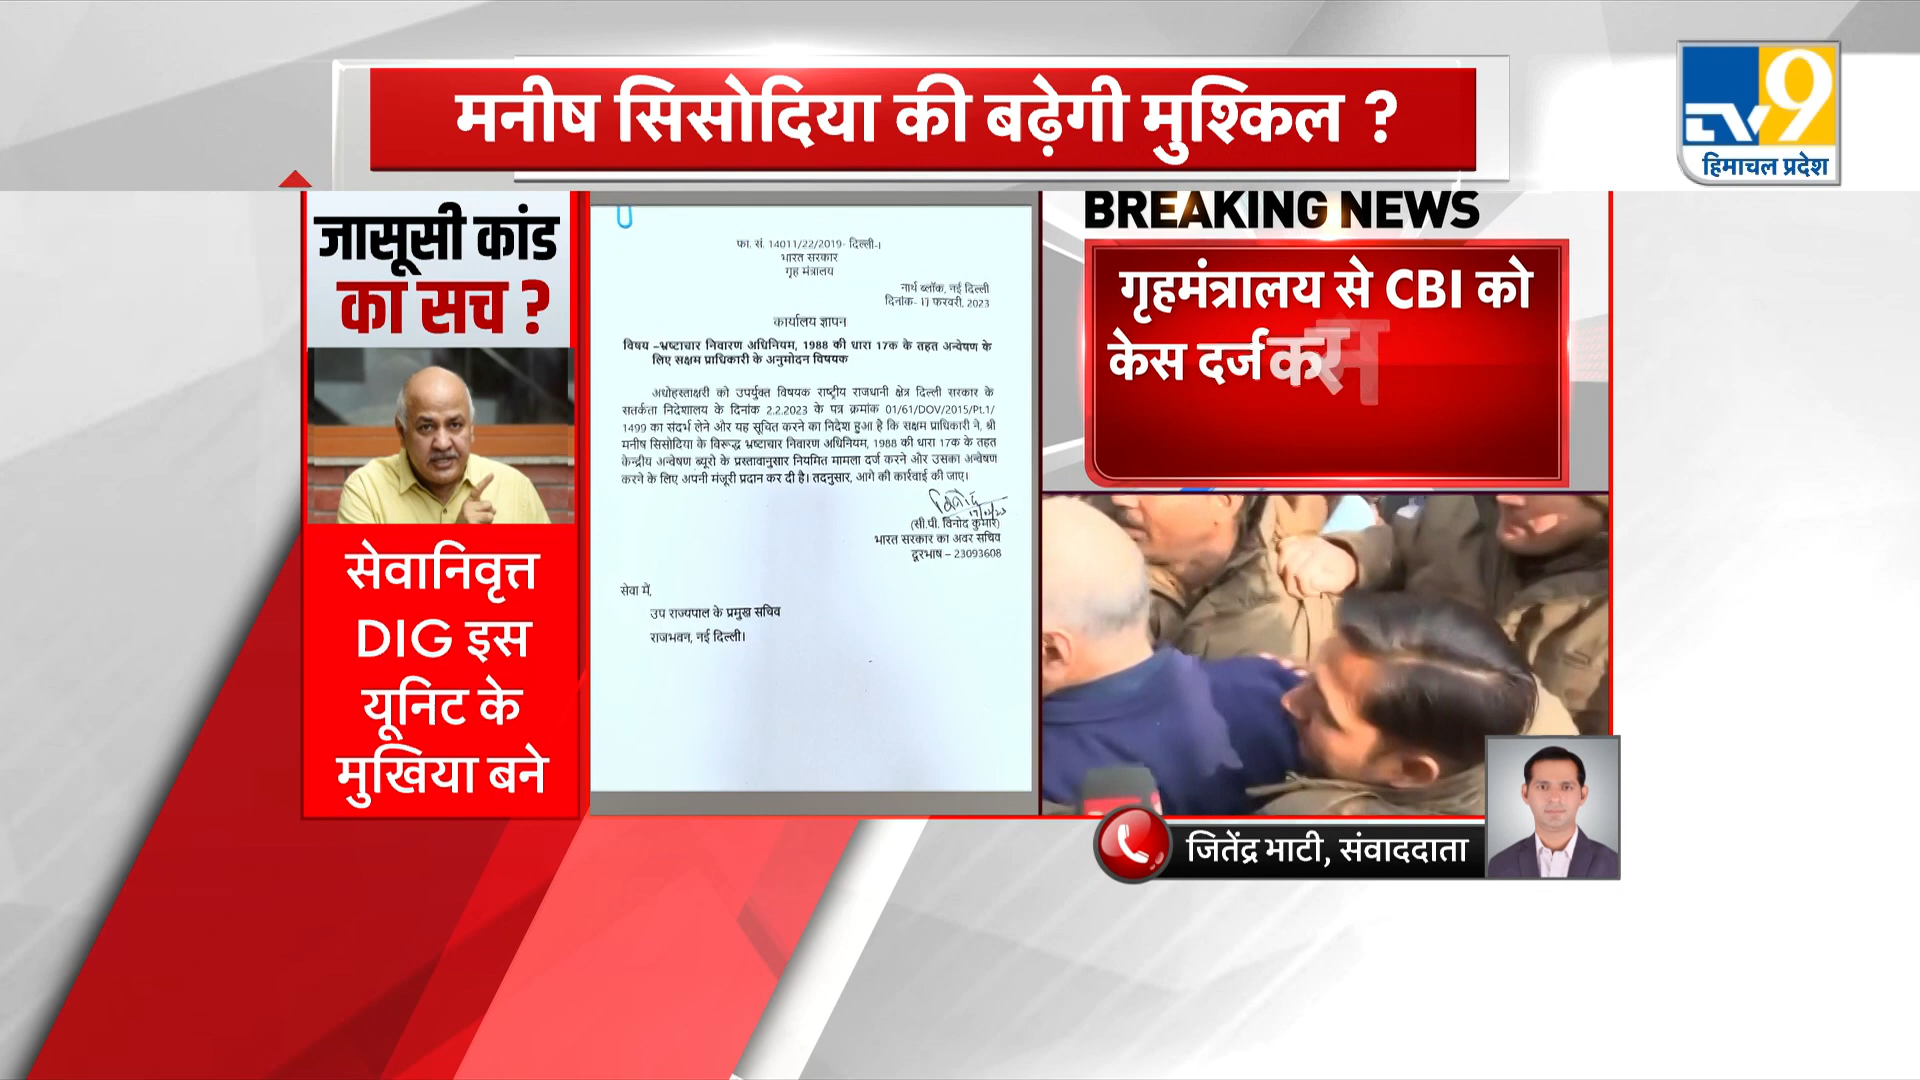 मनीष सिसोदिया की बढ़ेगी मुश्किल ?
TV9
हिमाचल प्रदेश
जासूसी कांड
का सच ?
सेवानिवृत्त
DIG इस
यूनिट के
मुखिया बने
फा. सं. 14011/22/2019- दिल्ली-I
भारत सरकार
गृह मंत्रालय
नार्थ ब्लॉक, नई दिल्ली
दिनांक- 17 फरवरी, 2023
कार्यालय ज्ञापन
विषय –भ्रष्टाचार निवारण अधिनियम, 1988 की धारा 17क के तहत अन्वेषण के
लिए सक्षम प्राधिकारी के अनुमोदन विषयक
अधोहस्ताक्षरी को उपर्युक्त विषयक राष्ट्रीय राजधानी क्षेत्र दिल्ली सरकार के
सतर्कता निदेशालय के दिनांक 2.2.2023 के पत्र क्रमांक 01/61/DOV/2015/Pt.1/
1499 का संदर्भ लेने और यह सूचित करने का निदेश हुआ है कि सक्षम प्राधिकारी ने, श्री
मनीष सिसोदिया के विरूद्ध भ्रष्टाचार निवारण अधिनियम, 1988 की धारा 17क के तहत
केन्द्रीय अन्वेषण ब्यूरो के प्रस्तावानुसार नियमित मामला दर्ज करने और उसका अन्वेषण
करने के लिए अपनी मंजूरी प्रदान कर दी है। तदनुसार, आगे की कार्रवाई की जाए।
(सी.पी. विनोद कुमार)
भारत सरकार का अवर सचिव
दूरभाष – 23093608
सेवा में,
उप राज्यपाल के प्रमुख सचिव
राजभवन, नई दिल्ली।
BREAKING NEWS
गृहमंत्रालय से CBI को
केस दर्ज कर
जितेंद्र भाटी, संवाददाता